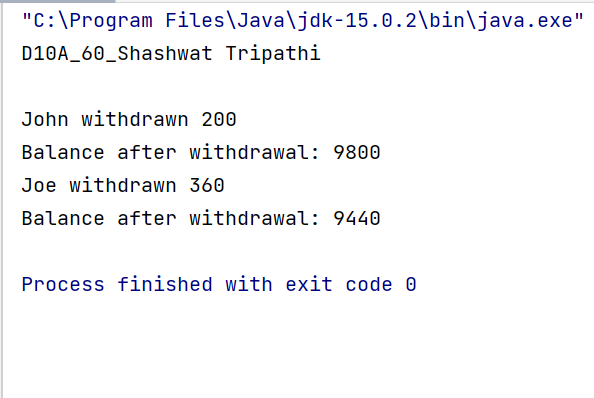 "C:\Program Files\Java\jdk-15.0.2\bin\java.exe"
D10A_60_Shashwat Tripathi
John withdrawn 200
Balance after withdrawal: 9800
Joe withdrawn 360
Balance after withdrawal: 9440
Process finished with exit code 0